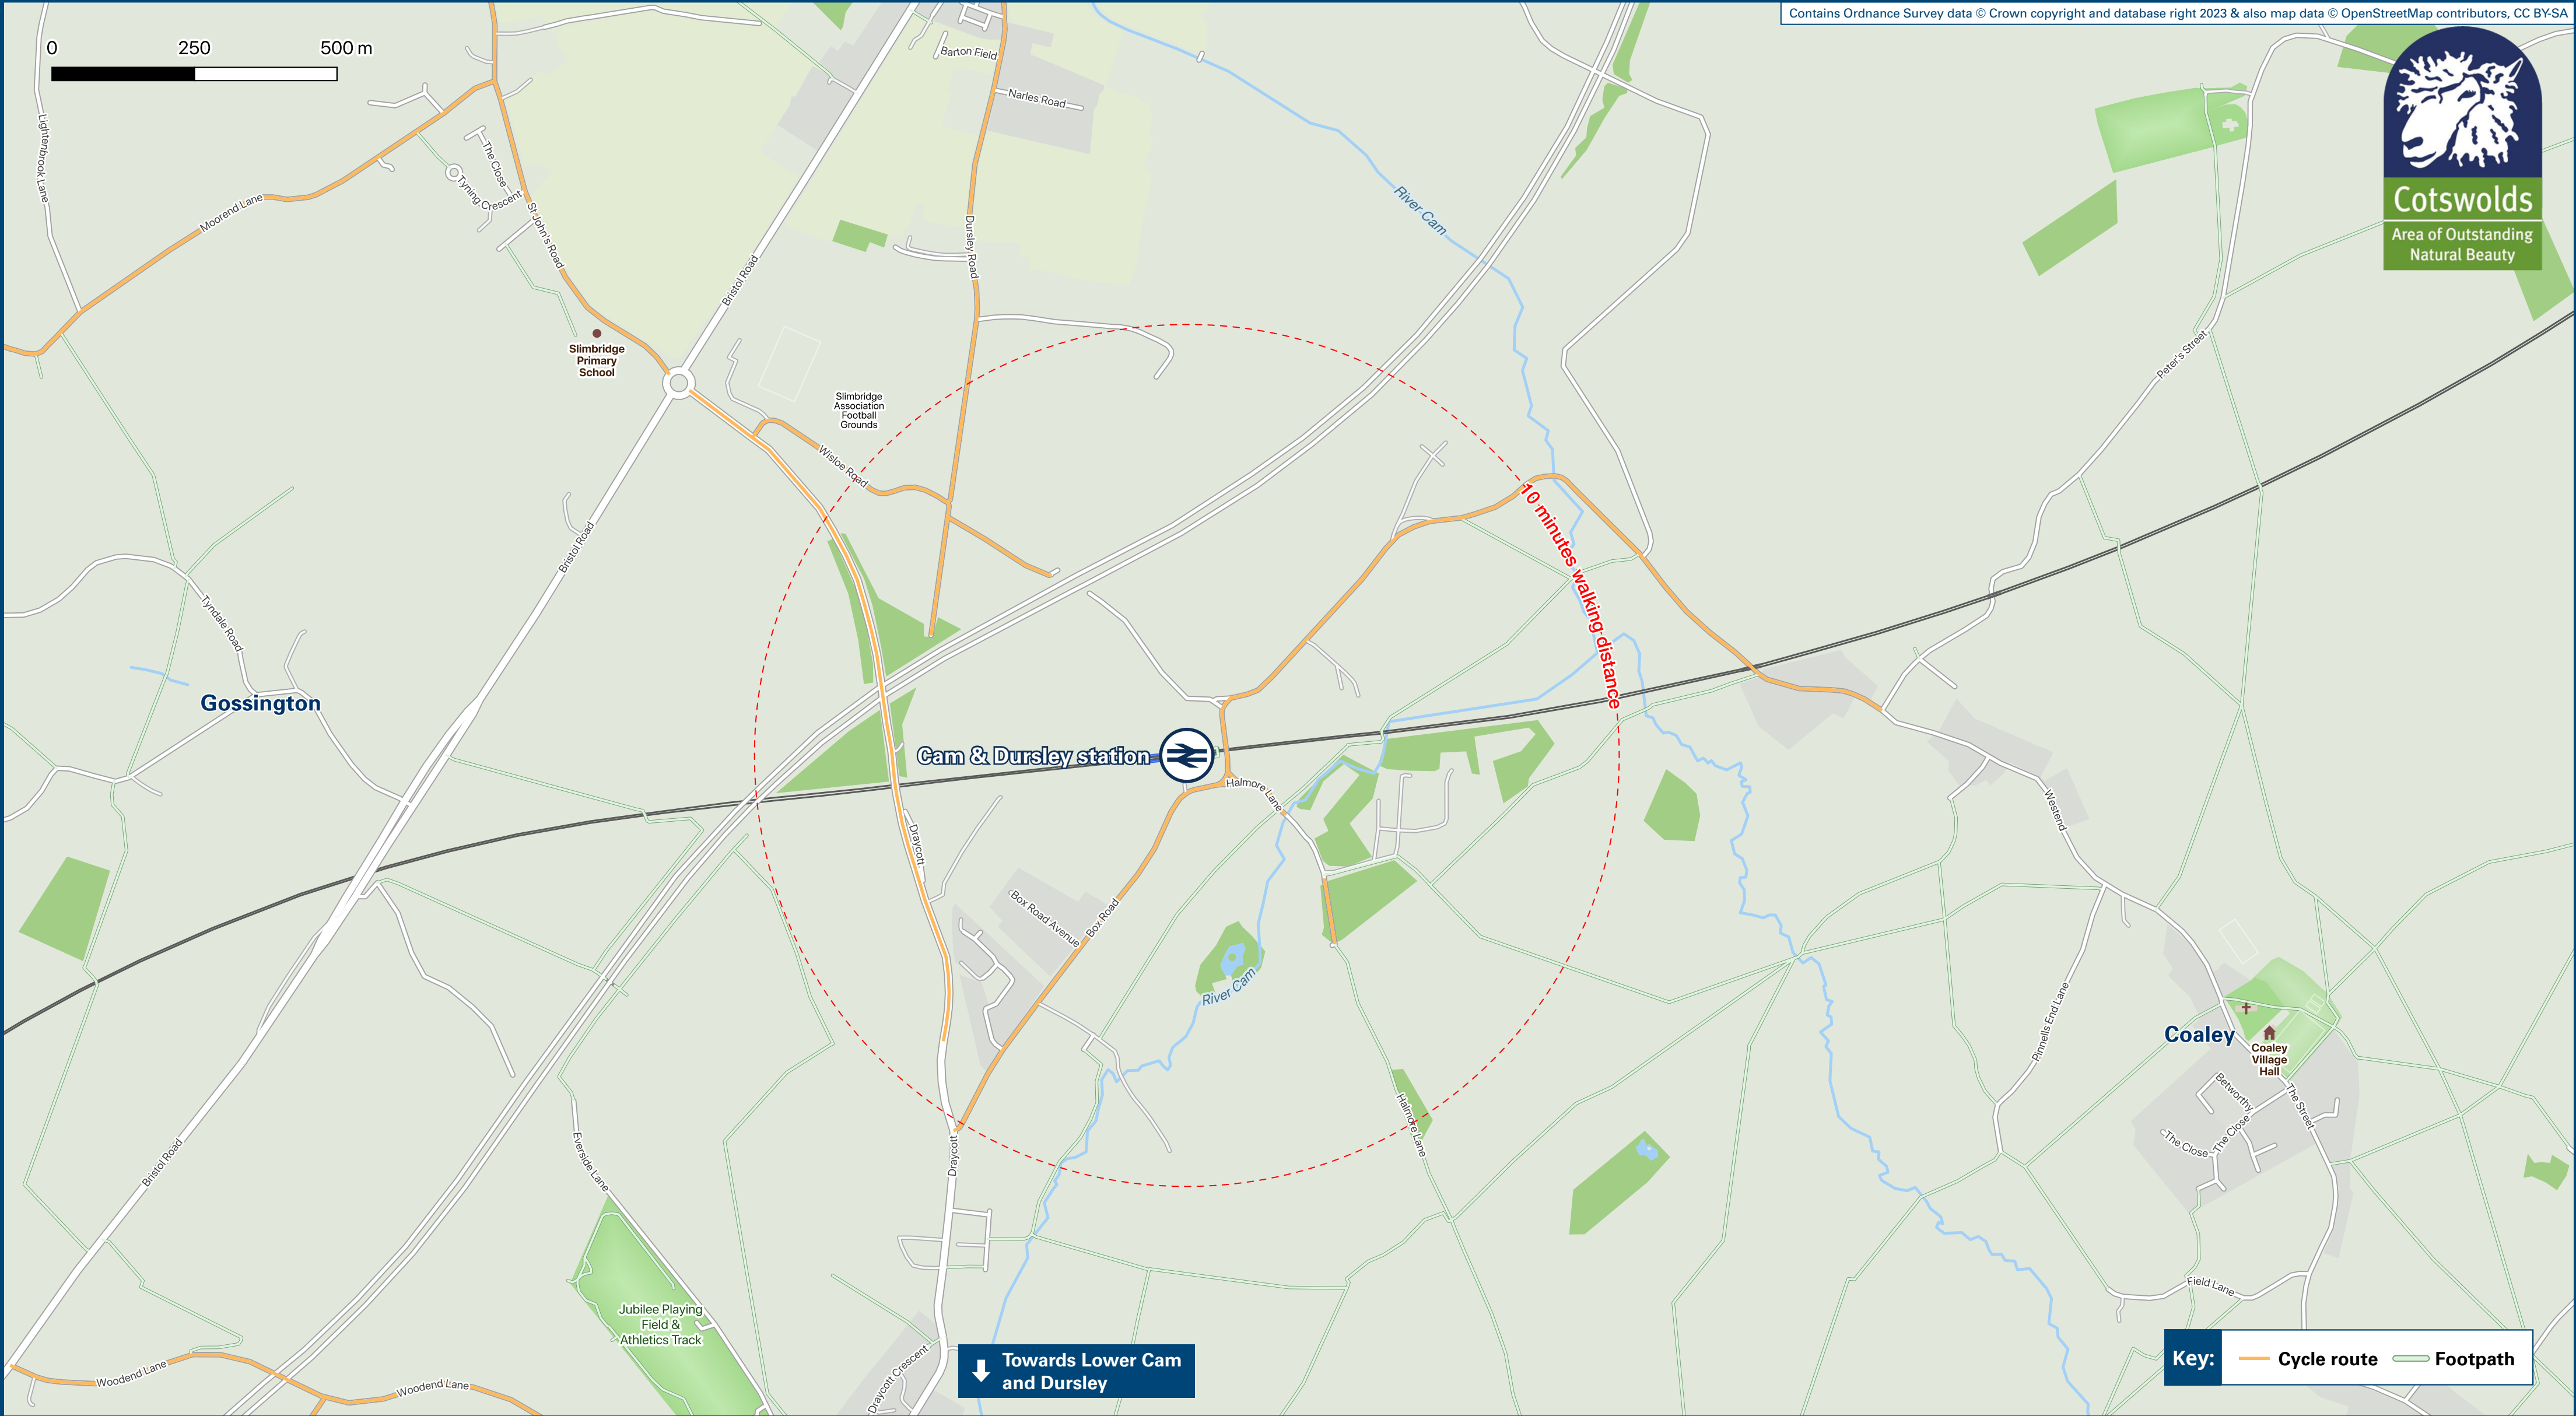 Contains Ordnance Survey data © Crown copyright and database right 2023 & also map data © OpenStreetMap contributors, CC BY-SA
0 250 500 m
Cotswolds
Area of Outstanding
Natural Beauty
Barton Field
Narles Road
Lightenbrook Lane
The Close
Tyning Crescent
Moorend Lane
St John's Road
Bristol Road
Dursley Road
River Cam
Slimbridge
Primary
School
Slimbridge
Association
Football
Grounds
Peter's Street
Wisloe Road
10 minutes walking distance
Bristol Road
Tyndale Road
Gossington
Cam & Dursley station
Halmore Lane
Draycott
Westend
Box Road Avenue
Box Road
River Cam
Pinnells End Lane
Coaley
Coaley
Village
Hall
Betworthy
The Street
The Close
The Close
Halmore Lane
Draycott
Everside Lane
Bristol Road
Field Lane
Jubilee Playing
Field &
Athletics Track
Woodend Lane
Woodend Lane
Draycott Crescent
Towards Lower Cam
and Dursley
Key: Cycle route Footpath